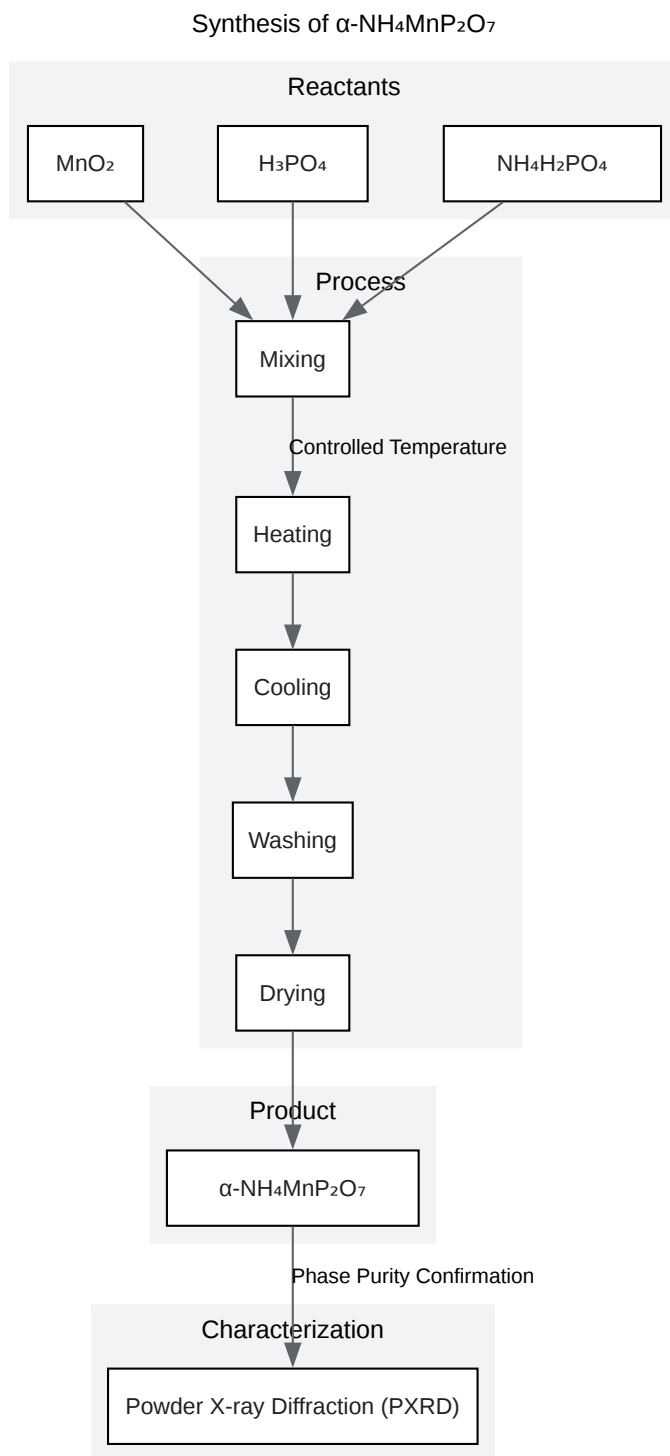 Synthesis of α-NH₄MnP₂O₇
Reactants
MnO₂
H₃PO₄
NH₄H₂PO₄
Process
Mixing
Controlled Temperature
Heating
Cooling
Washing
Drying
Product
α-NH₄MnP₂O₇
Phase Purity Confirmation
Characterization
Powder X-ray Diffraction (PXRD)